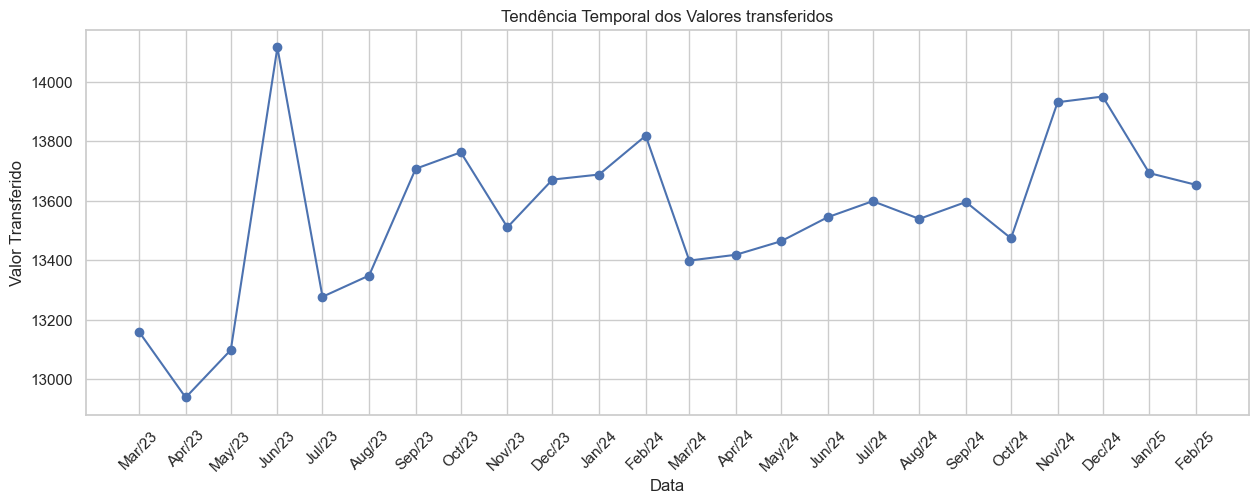 Tendência Temporal dos Valores transferidos
Valor Transferido
14000
13800
13600
13400
13200
13000
Mar/23
Apr/23
May/23
Jun/23
Jul/23
Aug/23
Sep/23
Oct/23
Nov/23
Dec/23
Jan/24
Feb/24
Mar/24
Apr/24
May/24
Jun/24
Jul/24
Aug/24
Sep/24
Oct/24
Nov/24
Dec/24
Jan/25
Feb/25
Data